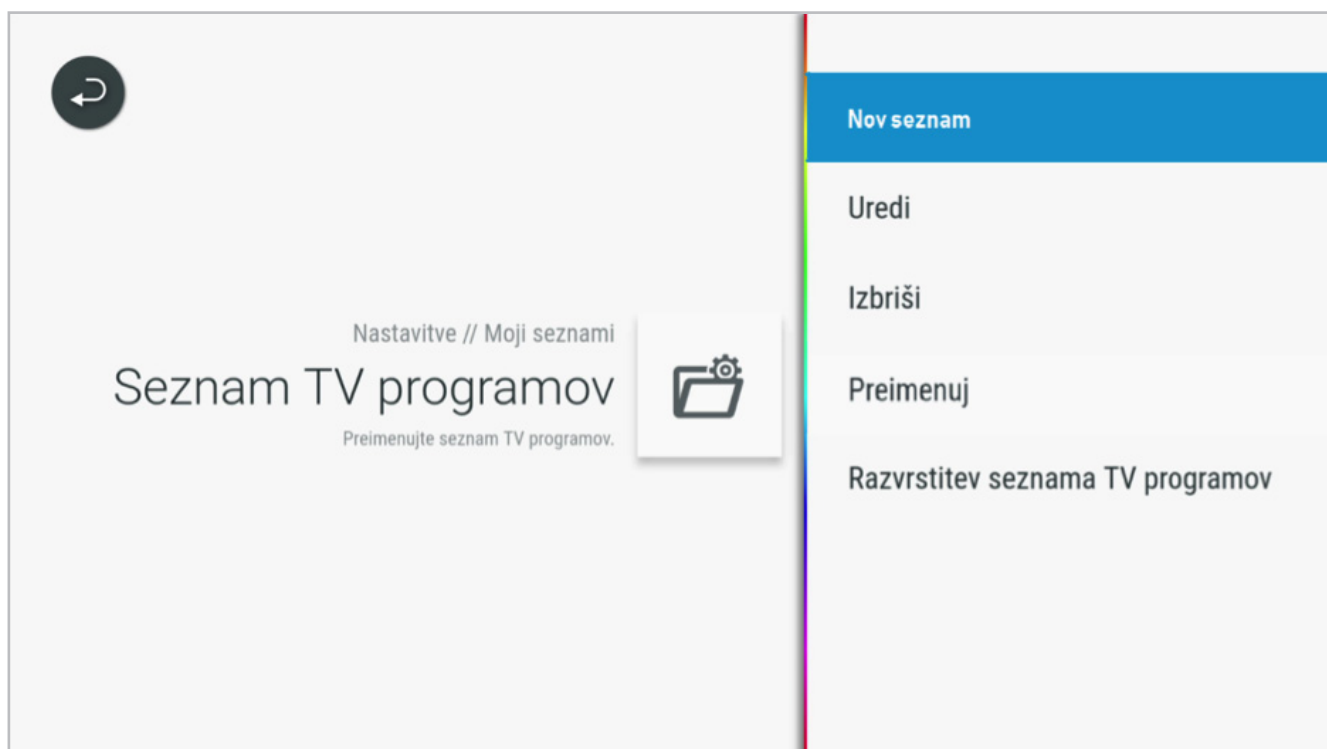 Nastavitve // Moji seznami
Seznam TV programov
Preimenujte seznam TV programov.
Nov seznam
Uredi
Izbriši
Preimenuj
Razvrstitev seznama TV programov